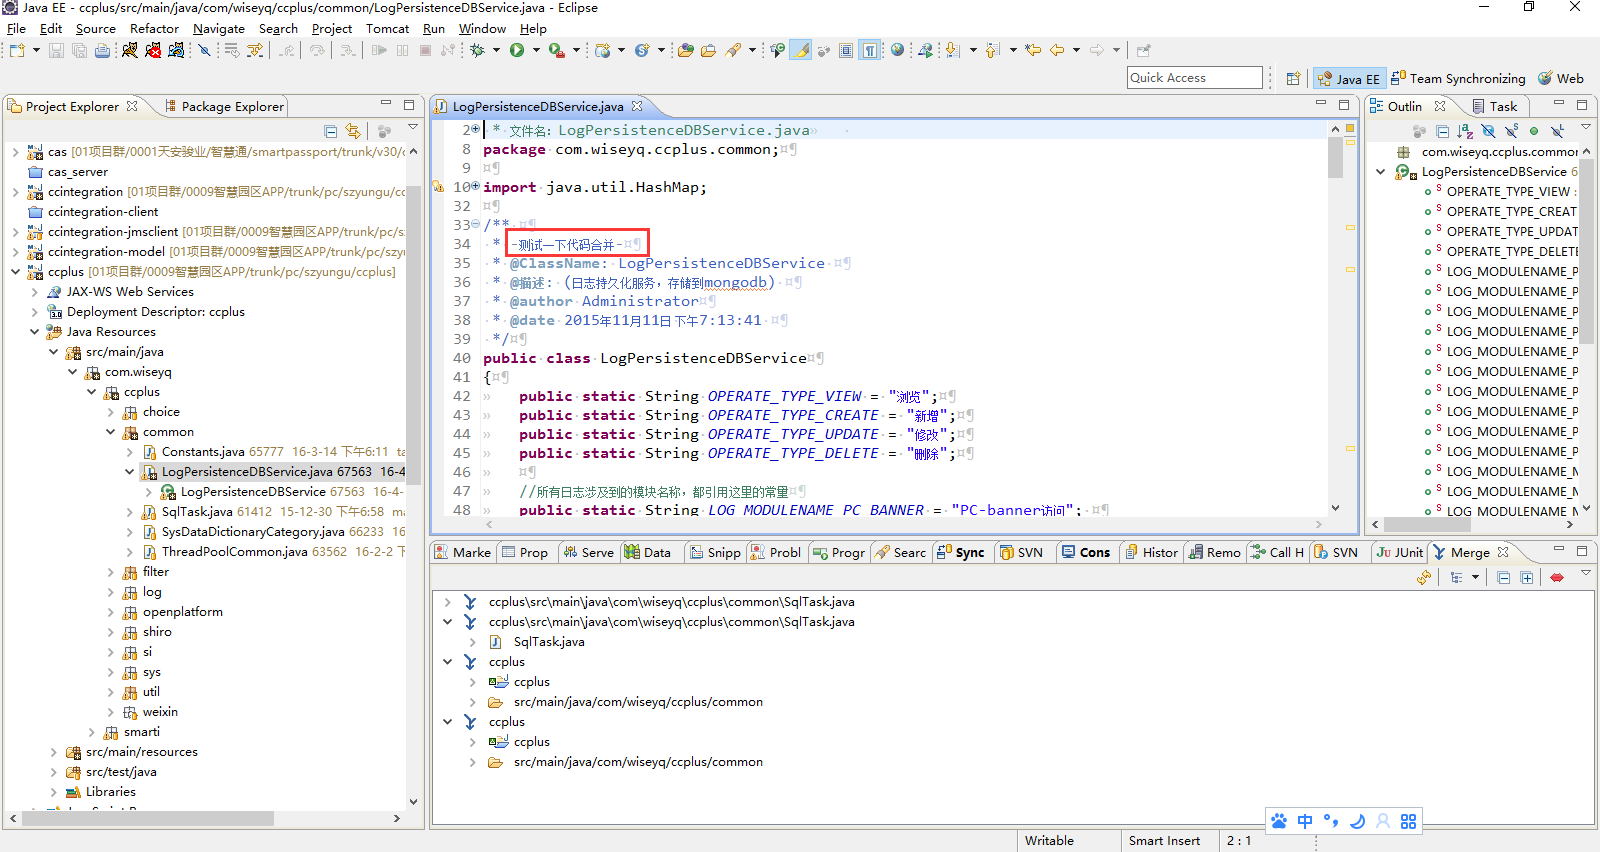 Java EE - ccplus/src/main/java/com/wiseyq/ccplus/common/LogPersistenceDBService.java - Eclipse
File Edit Source Refactor Navigate Search Project Tomcat Run Window Help
Quick Access
Java EE
Team Synchronizing
Web
Project Explorer
Package Explorer
cas [01项目群/0001天安骏业/智慧通/smartpassport/trunk/v30/c
cas_server
ccintegration [01项目群/0009智慧园区APP/trunk/pc/szyungu/cc
ccintegration-client
ccintegration-jmsclient [01项目群/0009智慧园区APP/trunk/pc/s
ccintegration-model [01项目群/0009智慧园区APP/trunk/pc/szyu
ccplus [01项目群/0009智慧园区APP/trunk/pc/szyungu/ccplus]
JAX-WS Web Services
Deployment Descriptor: ccplus
Java Resources
src/main/java
com.wiseyq
ccplus
choice
common
Constants.java 65777 16-3-14 下午6:11 ta
LogPersistenceDBService.java 67563 16-4
LogPersistenceDBService 67563 16-4-
SqlTask.java 61412 15-12-30 下午6:58 ma
SysDataDictionaryCategory.java 66233 16
ThreadPoolCommon.java 63562 16-2-2 下
filter
log
openplatform
shiro
si
sys
util
weixin
smarti
src/main/resources
src/test/java
Libraries
LogPersistenceDBService.java
2 * 文件名: LogPersistenceDBService.java
8 package com.wiseyq.ccplus.common;
9
10 import java.util.HashMap;
32
33 /**
34 * -测试一下代码合并-
35 * @ClassName: LogPersistenceDBService
36 * @描述: (日志持久化服务, 存储到mongodb)
37 * @author Administrator
38 * @date 2015年11月11日 下午7:13:41
39 */
40 public class LogPersistenceDBService
41 {
42 public static String OPERATE_TYPE_VIEW = "浏览";
43 public static String OPERATE_TYPE_CREATE = "新增";
44 public static String OPERATE_TYPE_UPDATE = "修改";
45 public static String OPERATE_TYPE_DELETE = "删除";
46
47 //所有日志涉及到的模块名称, 都引用这里的常量
48 public static String LOG_MODULENAME_PC_BANNER = "PC-banner访问";
Outlin
Task
com.wiseyq.ccplus.common
LogPersistenceDBService 6
OPERATE_TYPE_VIEW :
OPERATE_TYPE_CREAT
OPERATE_TYPE_UPDAT
OPERATE_TYPE_DELETE
LOG_MODULENAME_P
LOG_MODULENAME_P
LOG_MODULENAME_P
LOG_MODULENAME_P
LOG_MODULENAME_P
LOG_MODULENAME_P
LOG_MODULENAME_P
LOG_MODULENAME_P
LOG_MODULENAME_P
LOG_MODULENAME_P
LOG_MODULENAME_M
LOG_MODULENAME_M
LOG_MODULENAME_P
Marke Prop Serve Data Snipp Probl Progr Searc Sync SVN Cons Histor Remo Call H SVN JUnit Merge
ccplus\src\main\java\com\wiseyq\ccplus\common\SqlTask.java
ccplus\src\main\java\com\wiseyq\ccplus\common\SqlTask.java
SqlTask.java
ccplus
ccplus
src/main/java/com/wiseyq/ccplus/common
ccplus
ccplus
src/main/java/com/wiseyq/ccplus/common
中
Writable
Smart Insert
2 : 1